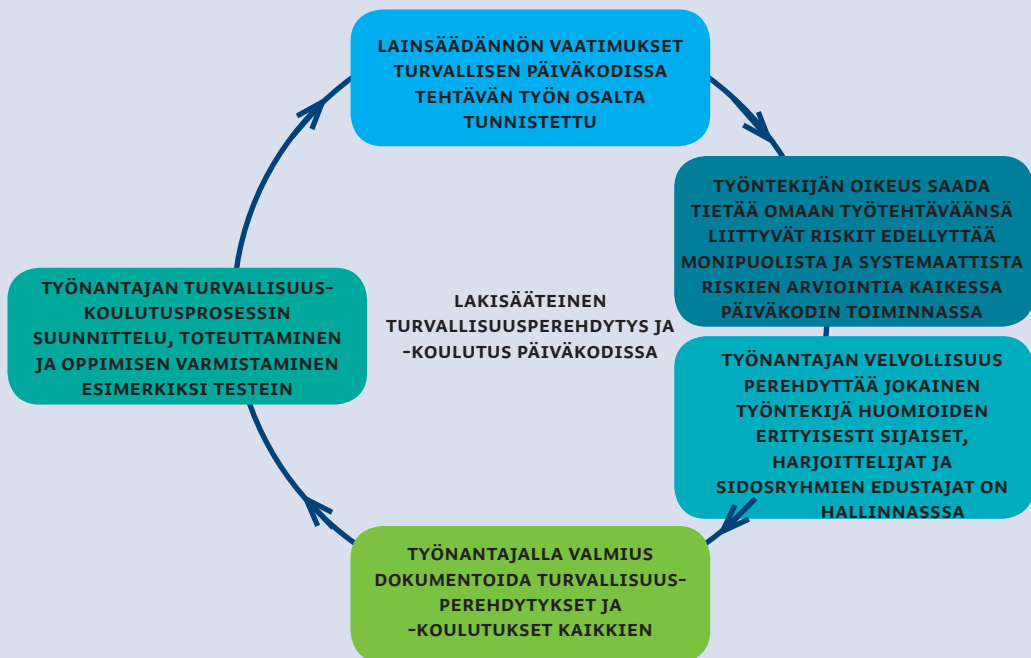 LAINSÄÄDÄNNÖN VAATIMUKSET
TURVALLISEN PÄIVÄKODISSA
TEHTÄVÄN TYÖN OSALTA
TUNNISTETTU
TYÖNTEKIJÄN OIKEUS SAADA
TIETÄÄ OMAAN TYÖTEHTÄVÄÄNSÄ
LIITTYVÄT RISKIT EDELLYTTÄÄ
MONIPUOLISTA JA SYSTEMAATTISTA
RISKIEN ARVIOINTIA KAIKESSA
PÄIVÄKODIN TOIMINNASSA
TYÖNANTAJAN VELVOLLISUUS
PEREHDYTTÄÄ JOKAINEN
TYÖNTEKIJÄ HUOMIOIDEN
ERITYISESTI SIJAISET,
HARJOITTELIJAT JA
SIDOSRYHMIEN EDUSTAJAT ON
HALLINNASSSA
TYÖNANTAJALLA VALMIUS
DOKUMENTOIDA TURVALLISUUS-
PEREHDYTYKSET JA
-KOULUTUKSET KAIKKIEN
TYÖNANTAJAN TURVALLISUUS-
KOULUTUSPROSESSIN
SUUNNITTELU, TOTEUTTAMINEN
JA OPPIMISEN VARMISTAMINEN
ESIMERKIKSI TESTEIN
LAKISÄÄTEINEN
TURVALLISUUSPEREHDYTYS JA
-KOULUTUS PÄIVÄKODISSA